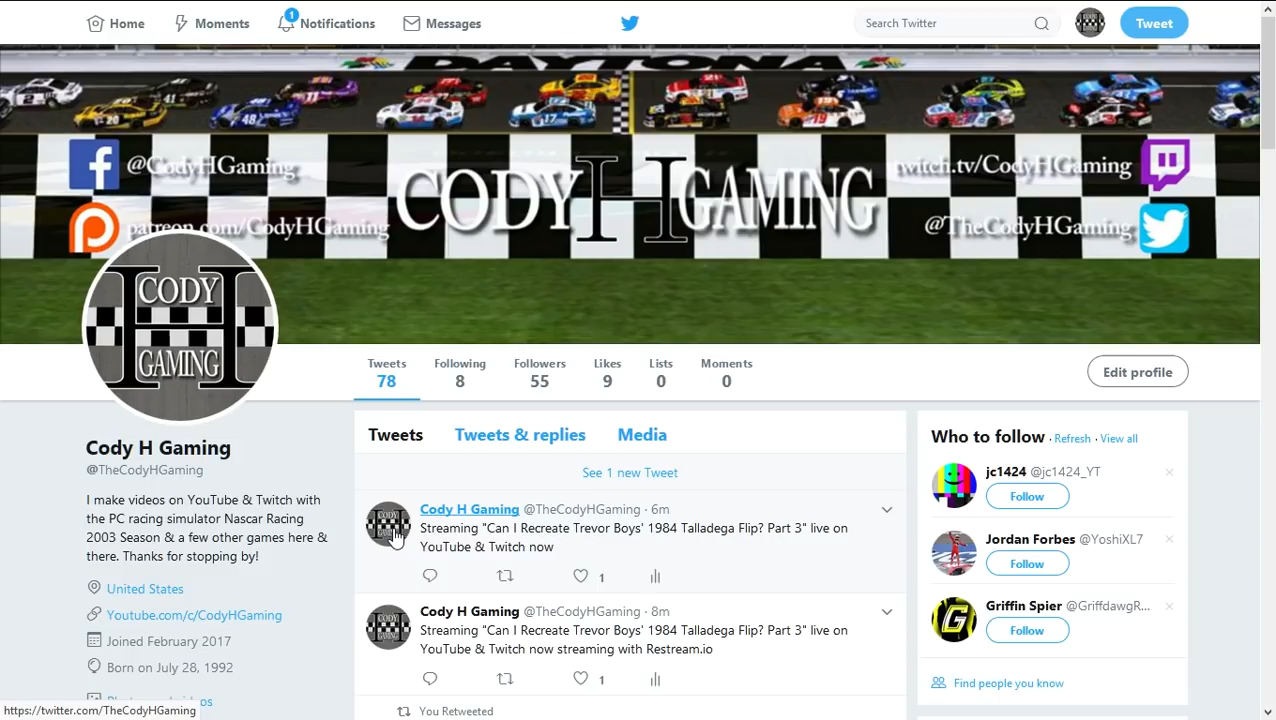 Home
Moments
1
Notifications
Messages
Search Twitter
Tweet
DAYTONA
@CodyHGaming
patreon.com/CodyHGaming
CODY H GAMING
twitch.tv/CodyHGaming
@TheCodyHGaming
CODY
H
GAMING
Tweets
78
Following
8
Followers
55
Likes
9
Lists
0
Moments
0
Edit profile
Cody H Gaming
@TheCodyHGaming
I make videos on YouTube & Twitch with
the PC racing simulator Nascar Racing
2003 Season & a few other games here &
there. Thanks for stopping by!
United States
Youtube.com/c/CodyHGaming
Joined February 2017
Born on July 28, 1992
https://twitter.com/TheCodyHGaming
Tweets
Tweets & replies
Media
See 1 new Tweet
Cody H Gaming @TheCodyHGaming · 6m
Streaming "Can I Recreate Trevor Boys' 1984 Talladega Flip? Part 3" live on
YouTube & Twitch now
1
Cody H Gaming @TheCodyHGaming · 8m
Streaming "Can I Recreate Trevor Boys' 1984 Talladega Flip? Part 3" live on
YouTube & Twitch now streaming with Restream.io
1
You Retweeted
Who to follow · Refresh · View all
jc1424 @jc1424_YT
Follow
Jordan Forbes @YoshiXL7
Follow
Griffin Spier @GriffdawgR...
Follow
Find people you know